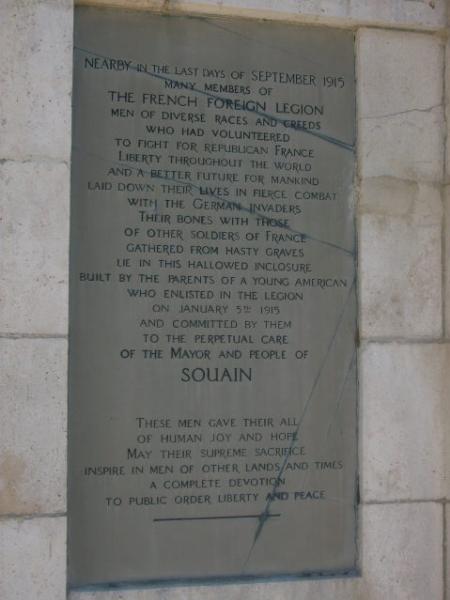 NEARBY IN THE LAST DAYS OF SEPTEMBER 1915
MANY MEMBERS OF
THE FRENCH FOREIGN LEGION
MEN OF DIVERSE RACES AND CREEDS
WHO HAD VOLUNTEERED
TO FIGHT FOR REPUBLICAN FRANCE
LIBERTY THROUGHOUT THE WORLD
AND A BETTER FUTURE FOR MANKIND
LAID DOWN THEIR LIVES IN FIERCE COMBAT
WITH THE GERMAN INVADERS
THEIR BONES WITH THOSE
OF OTHER SOLDIERS OF FRANCE
GATHERED FROM HASTY GRAVES
LIE IN THIS HALLOWED INCLOSURE
BUILT BY THE PARENTS OF A YOUNG AMERICAN
WHO ENLISTED IN THE LEGION
ON JANUARY 5TH 1915
AND COMMITTED BY THEM
TO THE PERPETUAL CARE
OF THE MAYOR AND PEOPLE OF
SOUAIN
THESE MEN GAVE THEIR ALL
OF HUMAN JOY AND HOPE
MAY THEIR SUPREME SACRIFICE
INSPIRE IN MEN OF OTHER LANDS AND TIMES
A COMPLETE DEVOTION
TO PUBLIC ORDER LIBERTY AND PEACE